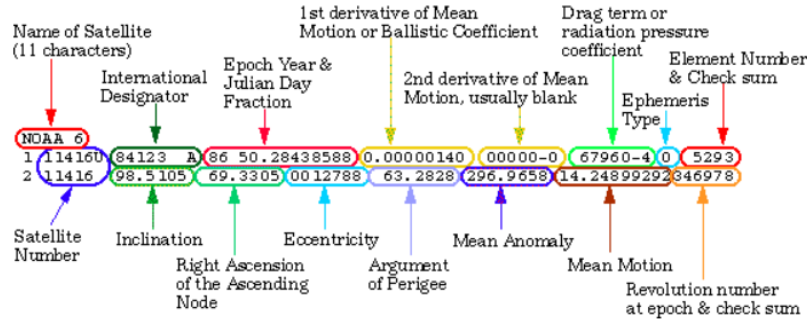 1st derivative of Mean
Motion or Ballistic Coefficient
Drag term or
radiation pressure
coefficient
Name of Satellite
(11 characters)
International
Designator
Epoch Year &
Julian Day
Fraction
2nd derivative of Mean
Motion, usually blank
Element Number
& Check sum
Ephemeris
Type
NOAA 6
1 11416U 84123 A 86 50.28438588 0.00000140 00000-0 67960-4 0 5293
2 11416 98.5105 69.3305 0012788 63.2828 296.9658 14.24899292 346978
Satellite
Number
Inclination
Right Ascension
of the Ascending
Node
Eccentricity
Argument
of Perigee
Mean Anomaly
Mean Motion
Revolution number
at epoch & check sum